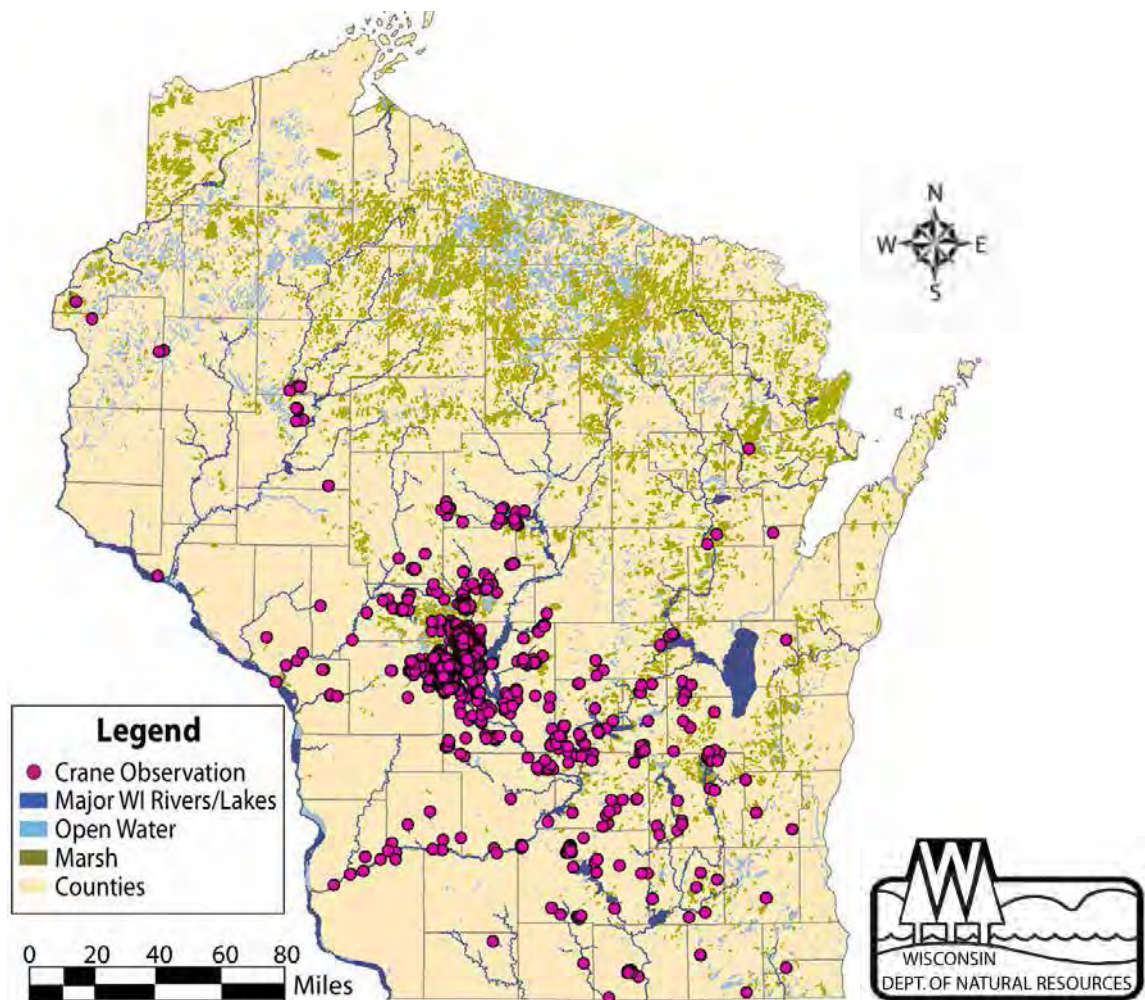 N
W E
S
Legend
Crane Observation
Major WI Rivers/Lakes
Open Water
Marsh
Counties
0 20 40 60 80
Miles
W
WISCONSIN
DEPT. OF NATURAL RESOURCES